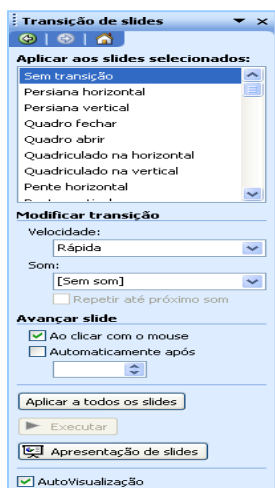 Transição de slides
Aplicar aos slides selecionados:
Sem transição
Persiana horizontal
Persiana vertical
Quadro fechar
Quadro abrir
Quadriculado na horizontal
Quadriculado na vertical
Pente horizontal
Modificar transição
Velocidade:
Rápida
Som:
[Sem som]
Repetir até próximo som
Avançar slide
Ao clicar com o mouse
Automaticamente após
Aplicar a todos os slides
Executar
Apresentação de slides
AutoVisualização